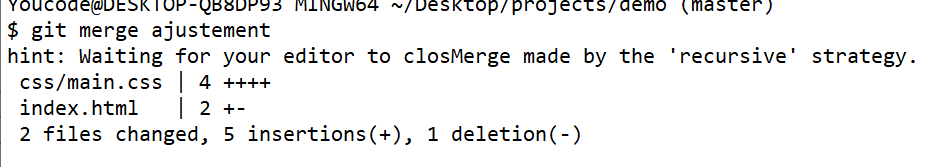 Youcode@DESKTOP-QB8DP93 MINGW64 ~/Desktop/projects/demo (master)
$ git merge ajustement
hint: Waiting for your editor to closMerge made by the 'recursive' strategy.
 css/main.css | 4 ++++
 index.html   | 2 +-
 2 files changed, 5 insertions(+), 1 deletion(-)